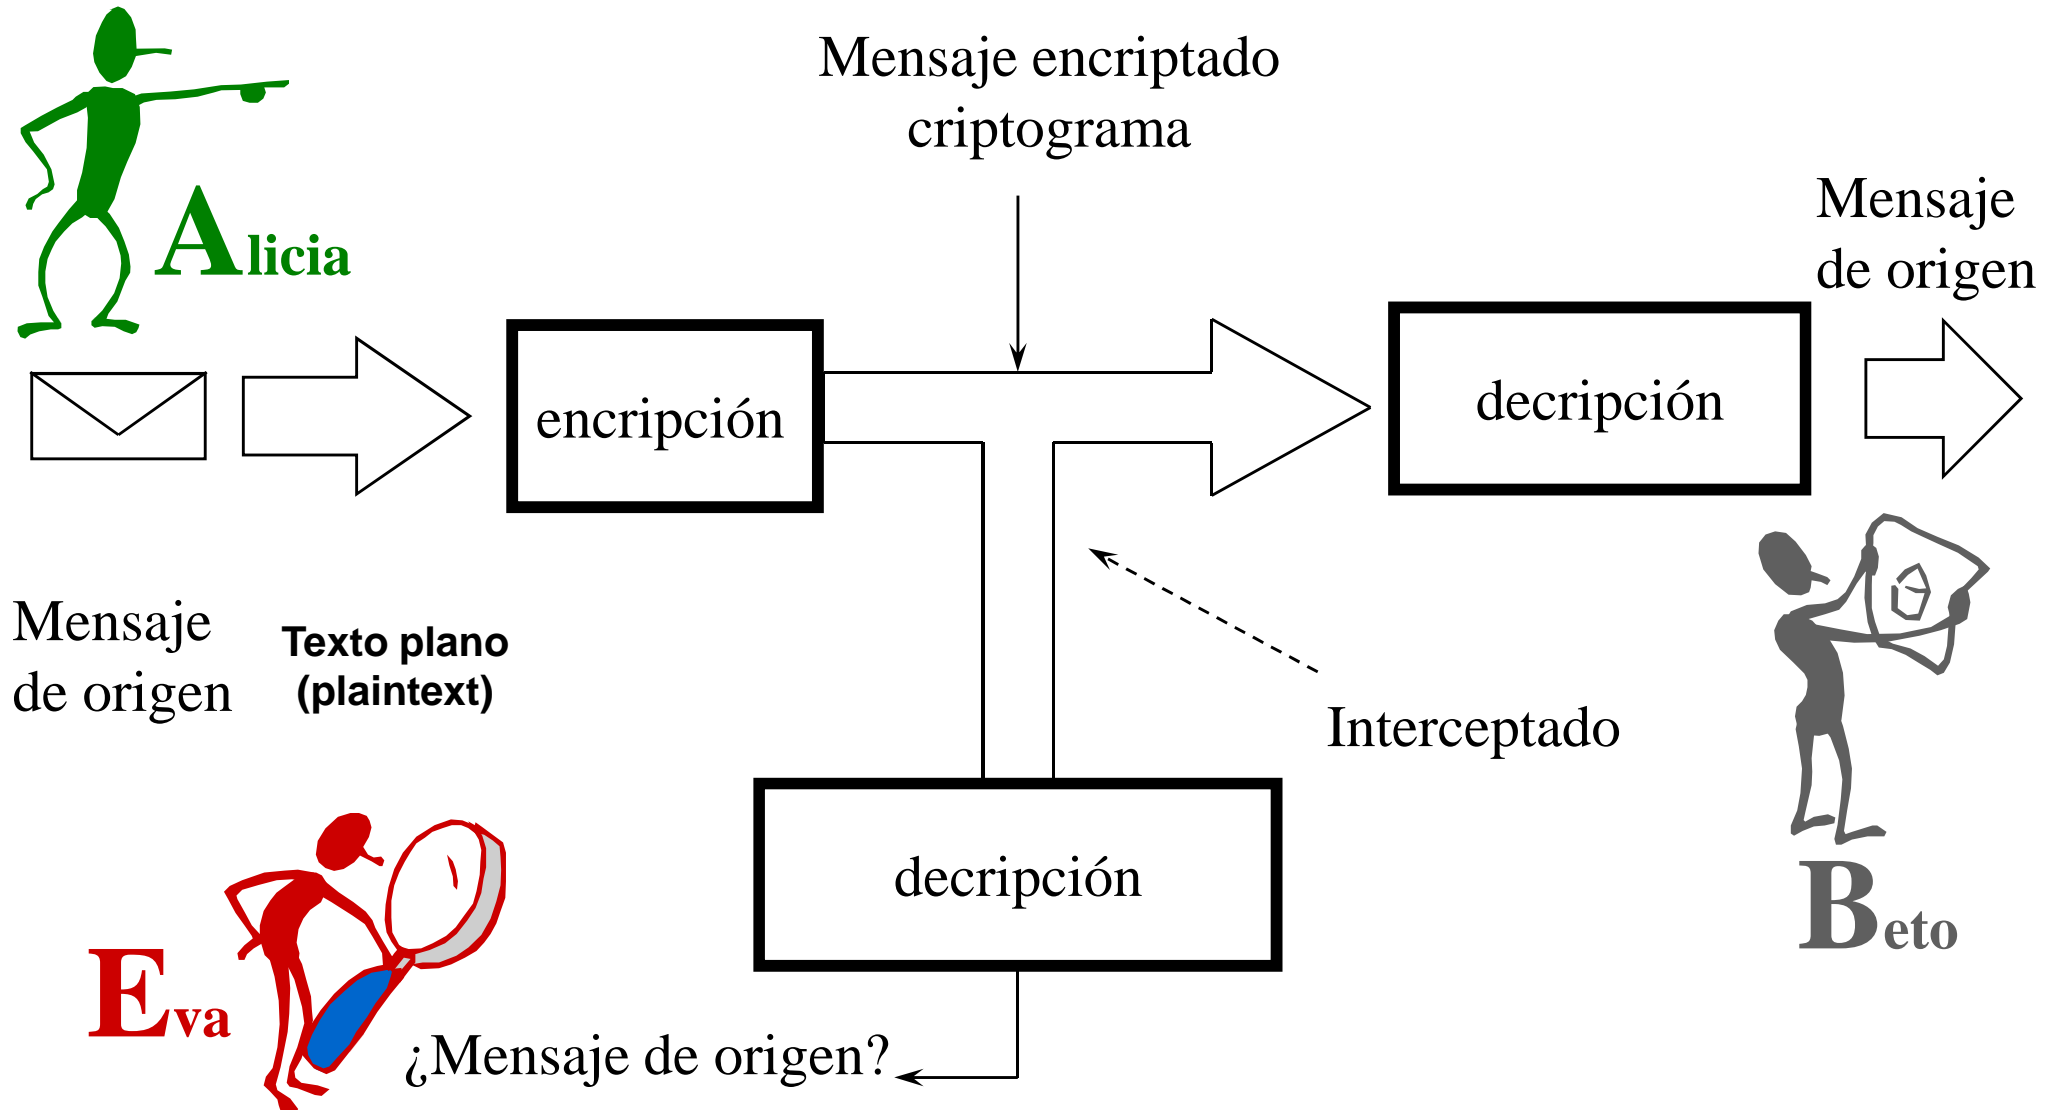 Mensaje encriptado
criptograma
Alicia
Mensaje
de origen
encripción
decripción
Mensaje
de origen
Texto plano
(plaintext)
Interceptado
decripción
Beto
Eva
¿Mensaje de origen?